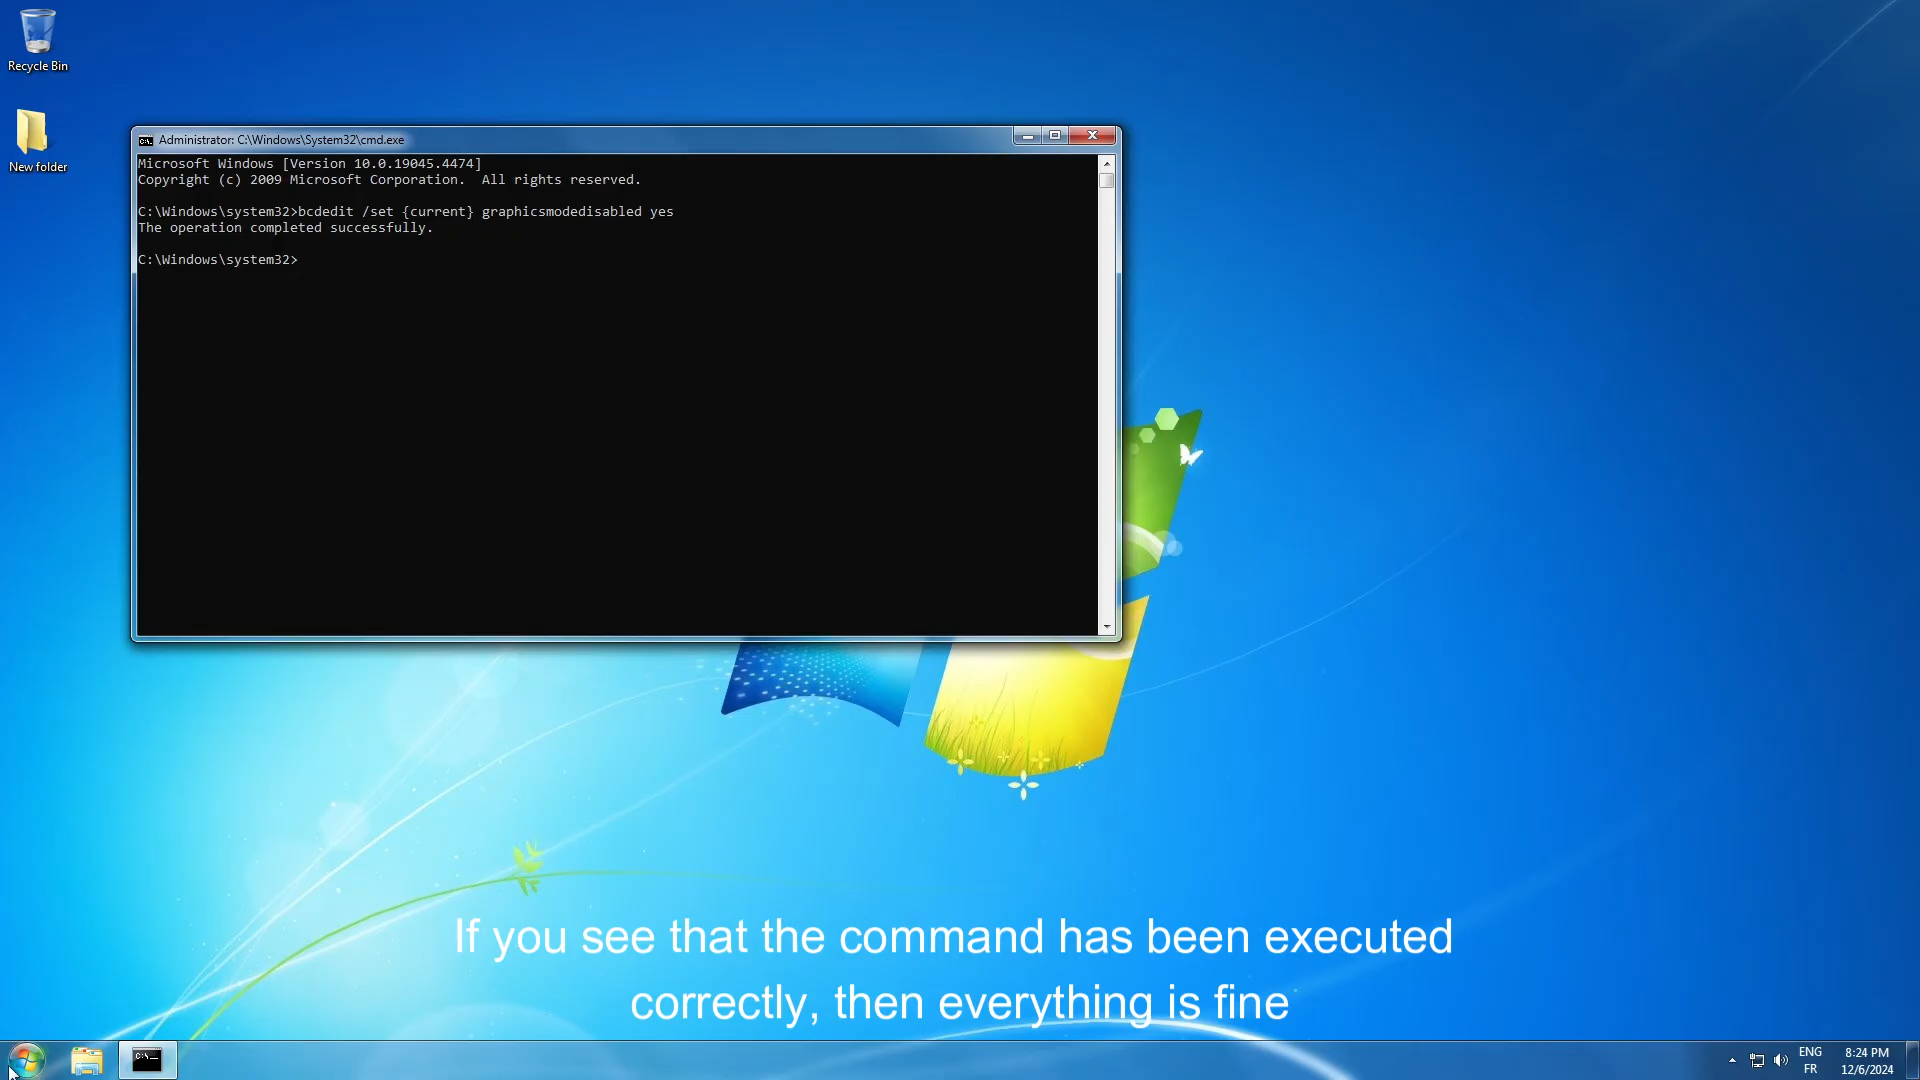 Recycle Bin
New folder
Administrator: C:\Windows\System32\cmd.exe
Microsoft Windows [Version 10.0.19045.4474]
Copyright (c) 2009 Microsoft Corporation.  All rights reserved.
C:\Windows\system32>bcdedit /set {current} graphicsmodedisabled yes
The operation completed successfully.
C:\Windows\system32>
If you see that the command has been executed
correctly, then everything is fine
C:\_
ENG
FR
8:24 PM
12/6/2024